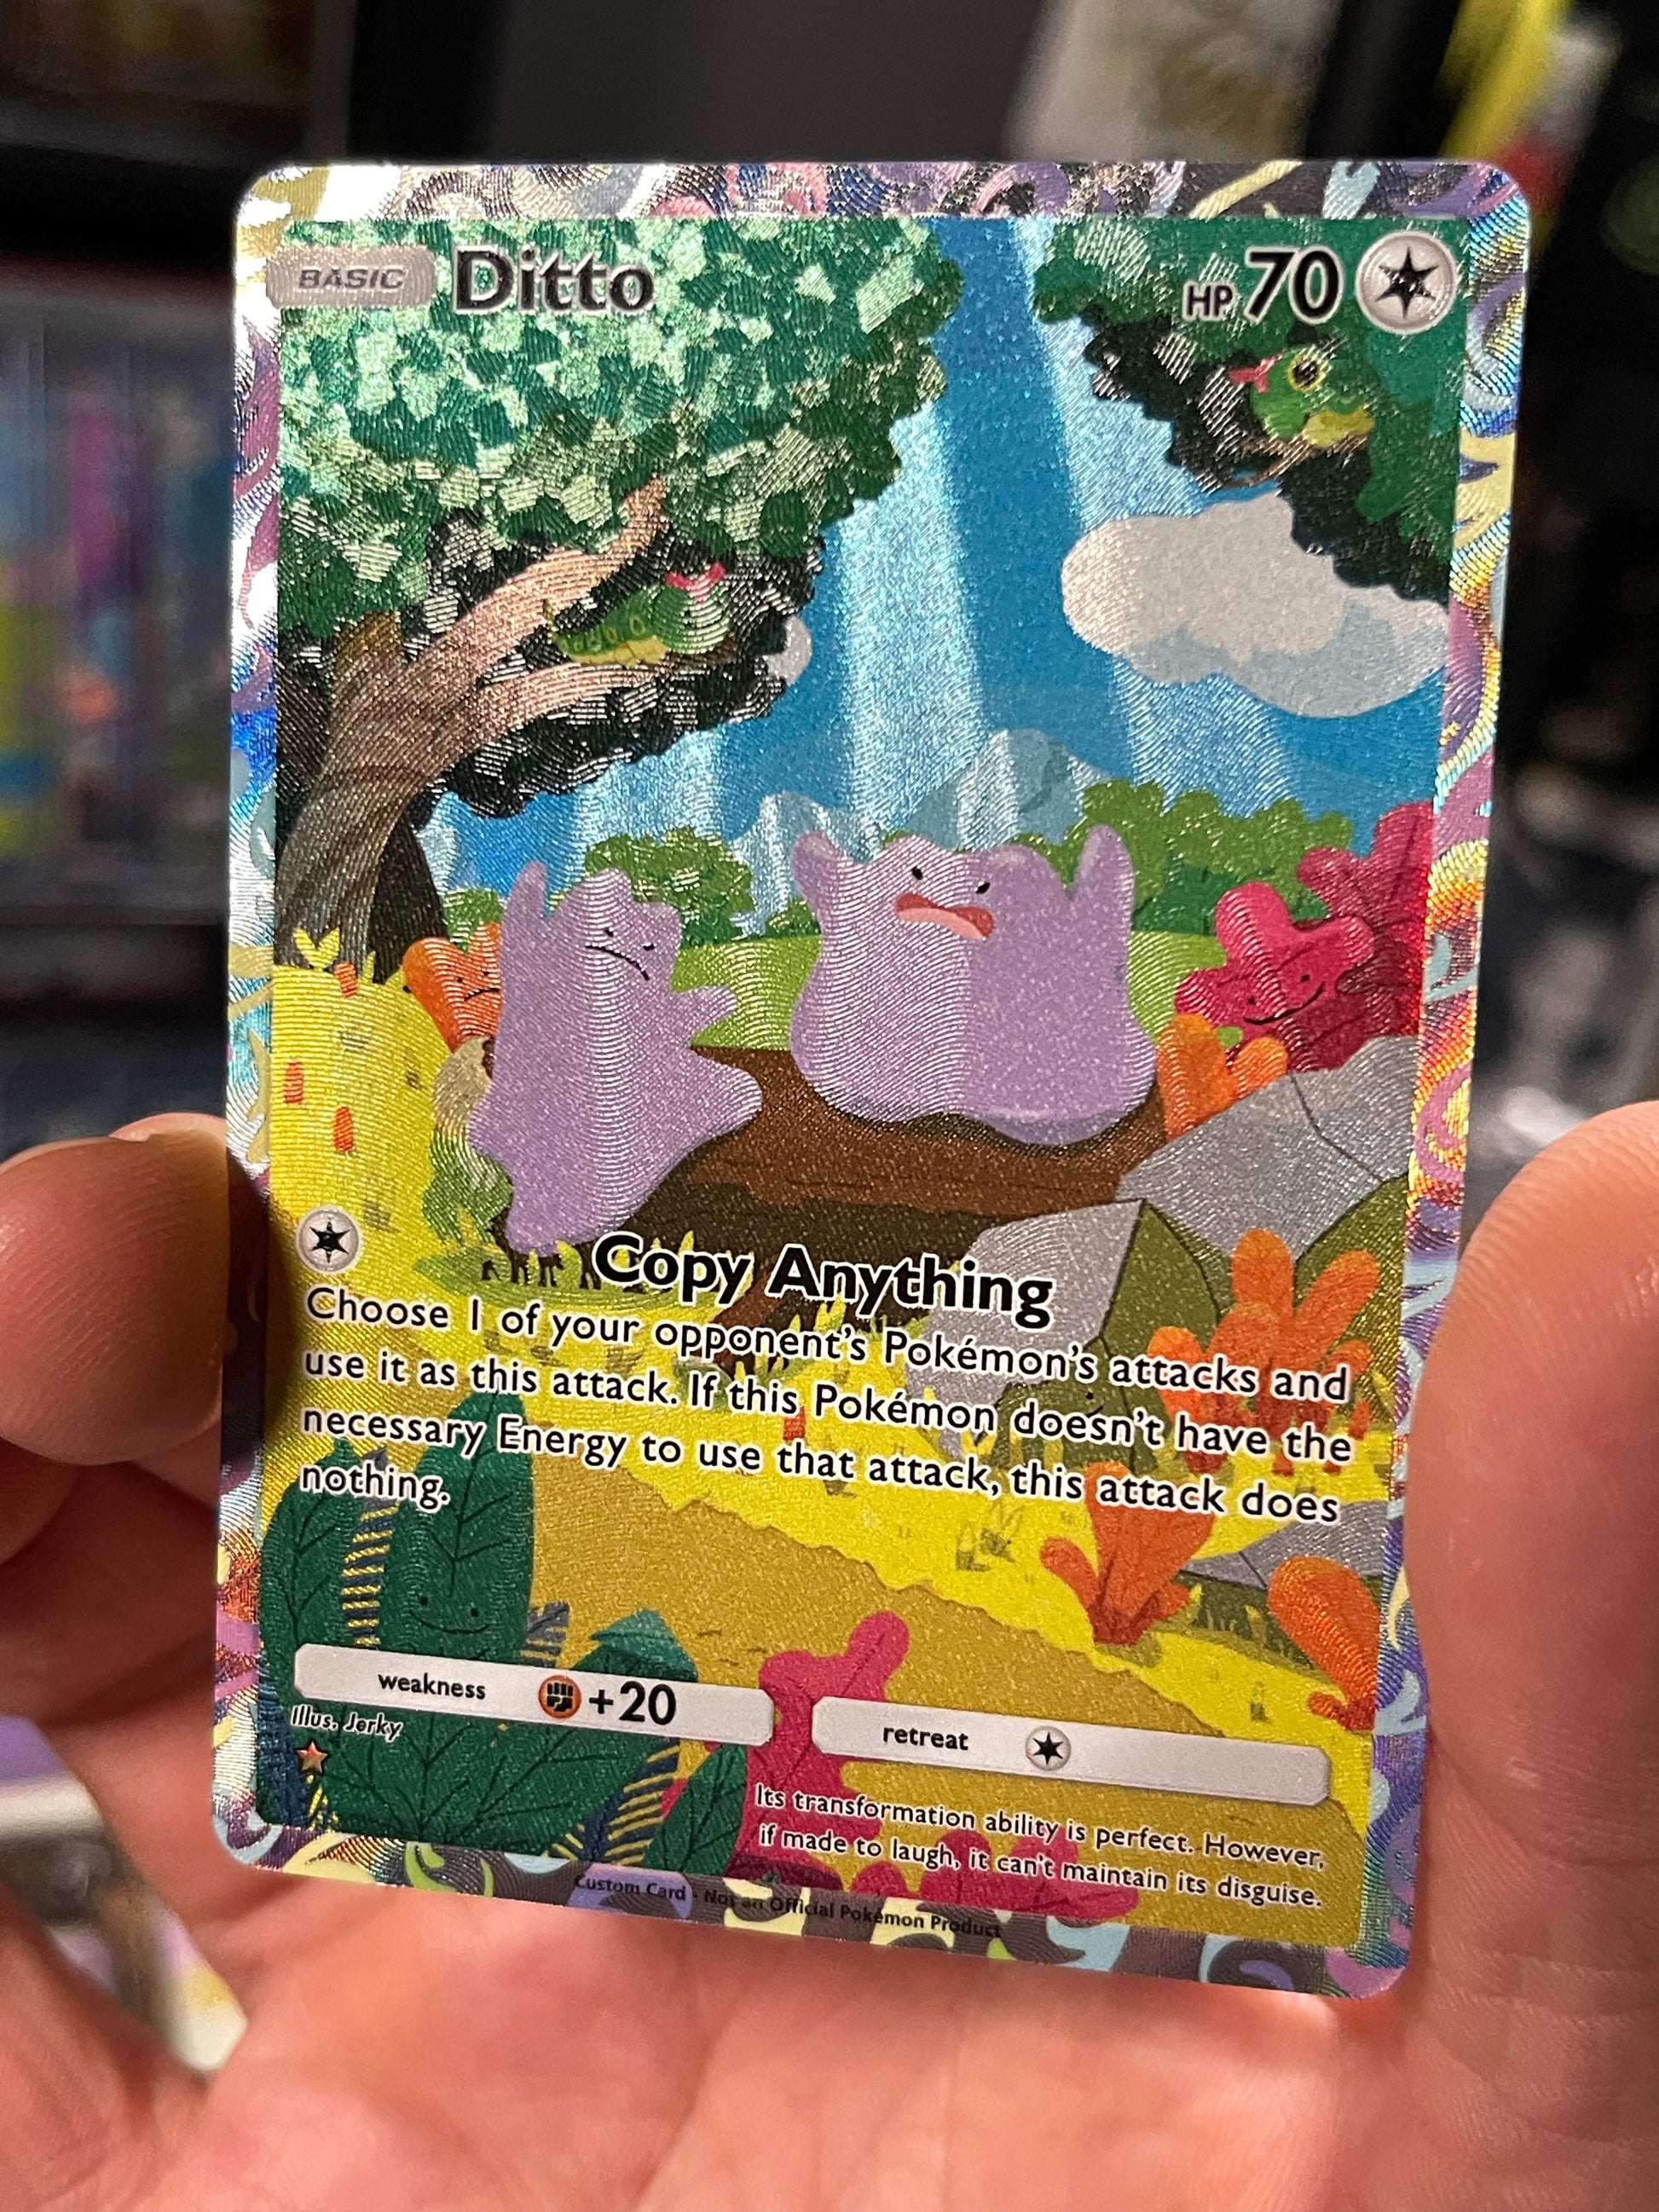 BASIC Ditto HP 70
Copy Anything
Choose 1 of your opponent's Pokémon's attacks and
use it as this attack. If this Pokémon doesn't have the
necessary Energy to use that attack, this attack does
nothing.
weakness +20
retreat
Illus. Jerky
Its transformation ability is perfect. However,
if made to laugh, it can't maintain its disguise.
Custom Card - Not an Official Pokémon Product